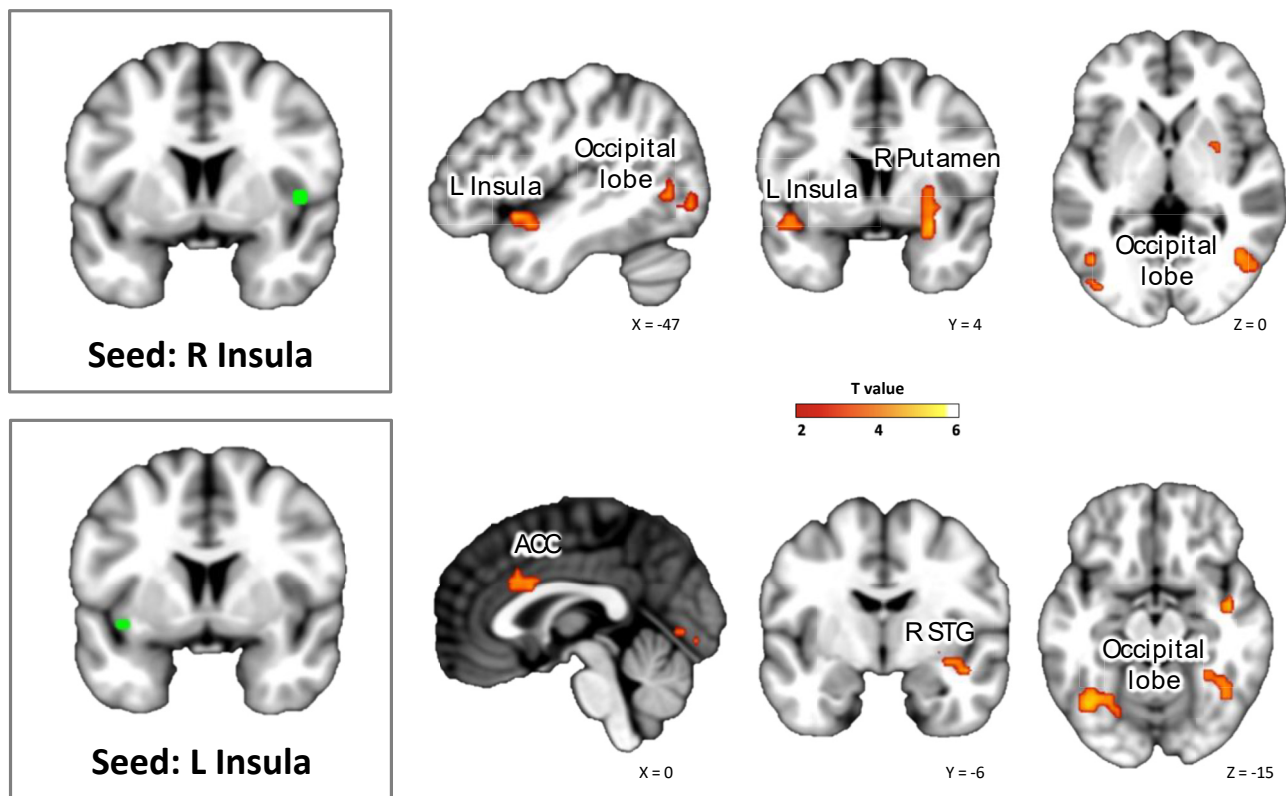 Seed: R Insula
L Insula
Occipital
lobe
X = -47
R Putamen
L Insula
Y = 4
Occipital
lobe
Z = 0
T value
2 4 6
Seed: L Insula
ACC
X = 0
R STG
Y = -6
Occipital
lobe
Z = -15